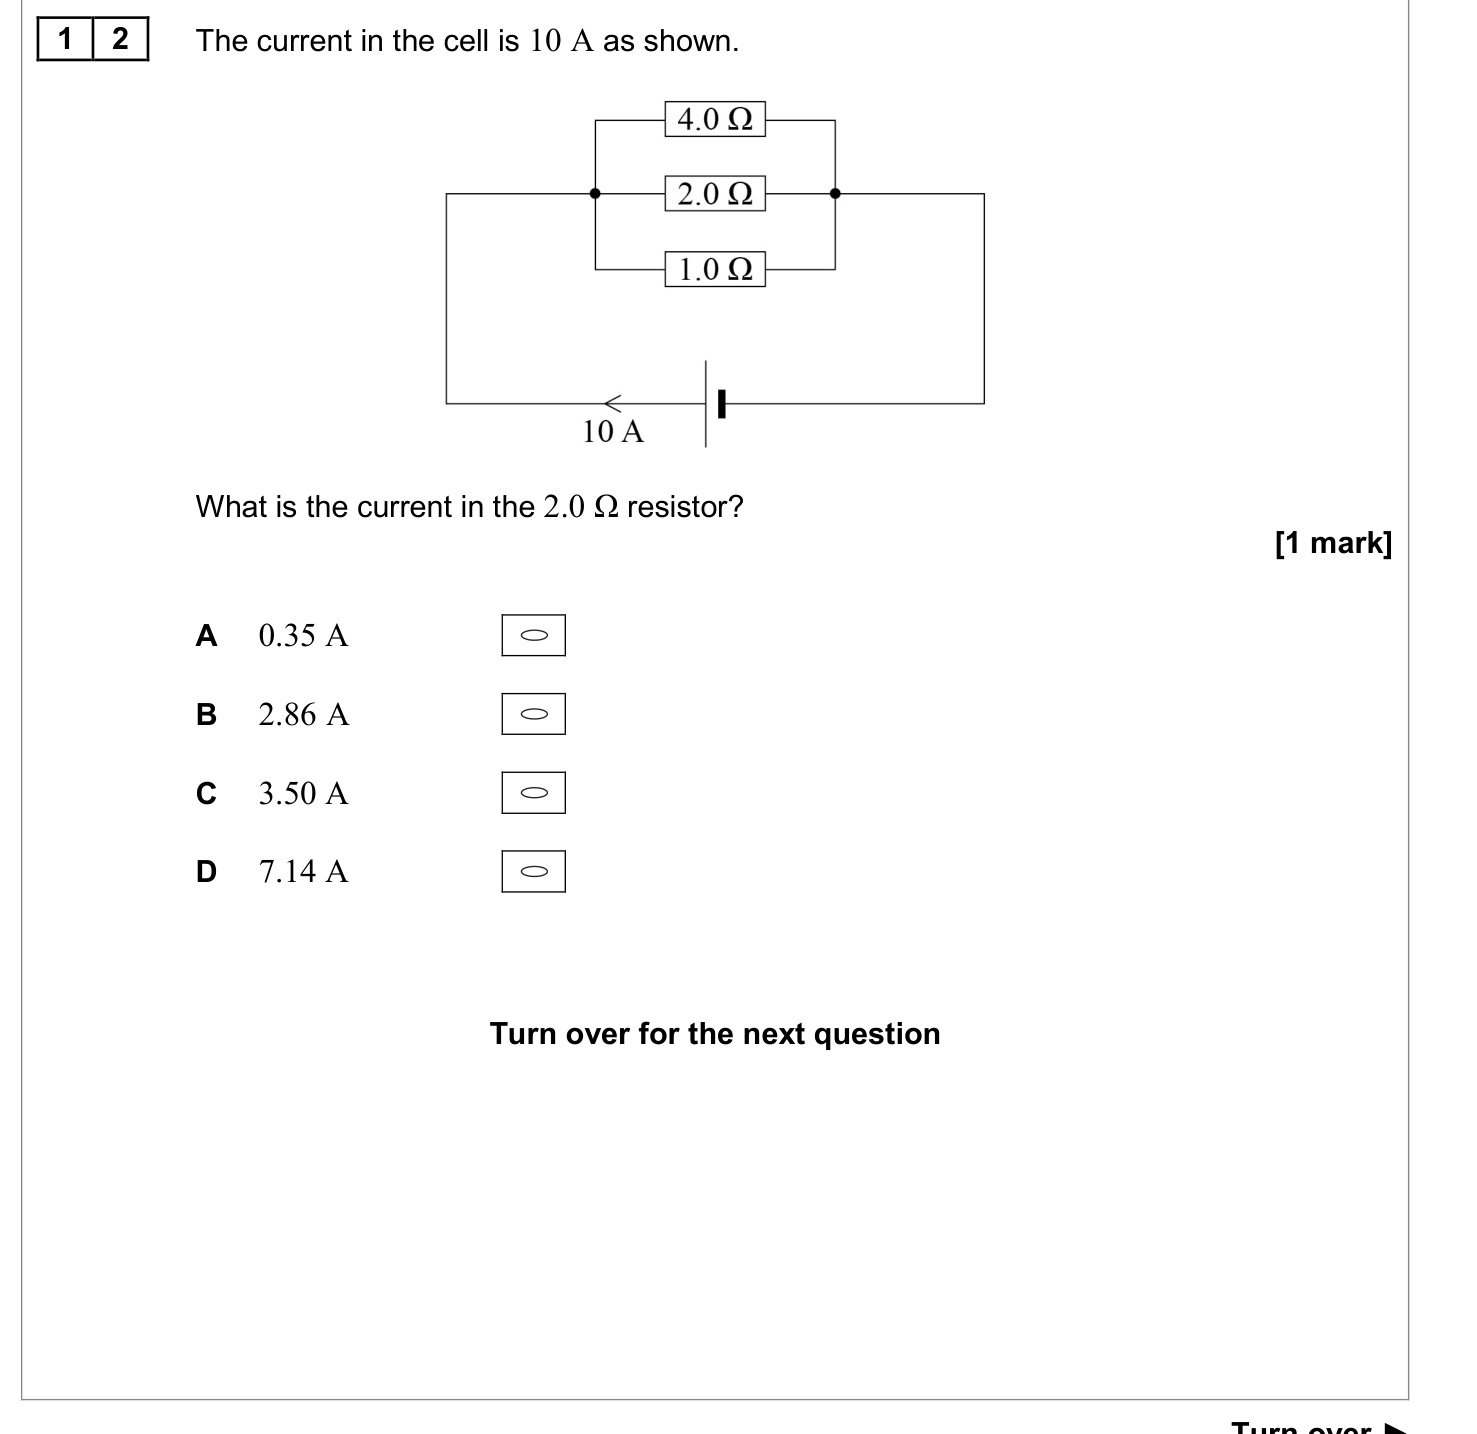 1 2 The current in the cell is 10 A as shown.
4.0 Ω
2.0 Ω
1.0 Ω
10 A
What is the current in the 2.0 Ω resistor?
[1 mark]
A 0.35 A
B 2.86 A
C 3.50 A
D 7.14 A
Turn over for the next question
Turn over ►